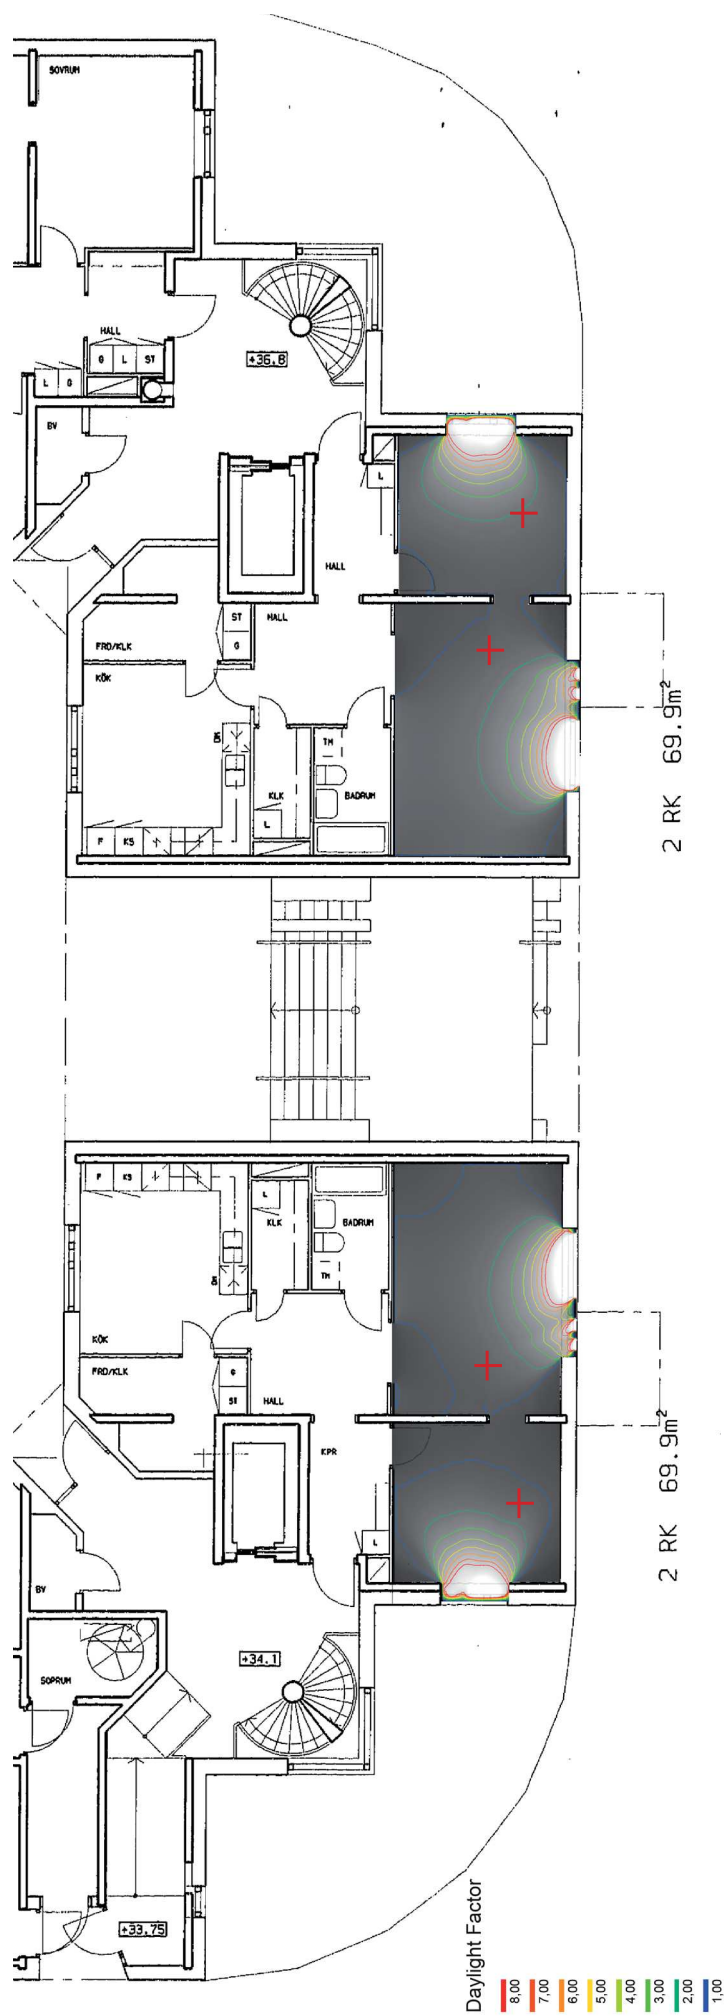 SOVRUM
HALL
G L ST
L G
+36.8
BV
L
HALL
ST
G
HALL
FRD/KLK
KÖK
DM
TM
KLK
BADRUM
L
F KS
2 RK 69.9m²
F KS
L
KLK
BADRUM
TM
DM
KÖK
FRD/KLK
G
ST
HALL
KPR
L
BV
+34.1
SOPRUM
+33.75
2 RK 69.9m²
Daylight Factor
8,00
7,00
6,00
5,00
4,00
3,00
2,00
1,00